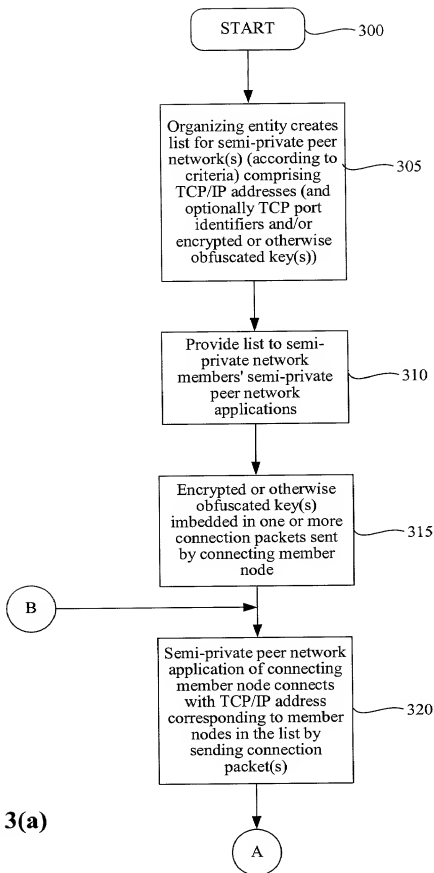 START
300
Organizing entity creates
list for semi-private peer
network(s) (according to
criteria) comprising
TCP/IP addresses (and
optionally TCP port
identifiers and/or
encrypted or otherwise
obfuscated key(s))
305
Provide list to semi-
private network
members' semi-private
peer network
applications
310
Encrypted or otherwise
obfuscated key(s)
imbedded in one or more
connection packets sent
by connecting member
node
315
B
Semi-private peer network
application of connecting
member node connects
with TCP/IP address
corresponding to member
nodes in the list by
sending connection
packet(s)
320
3(a)
A